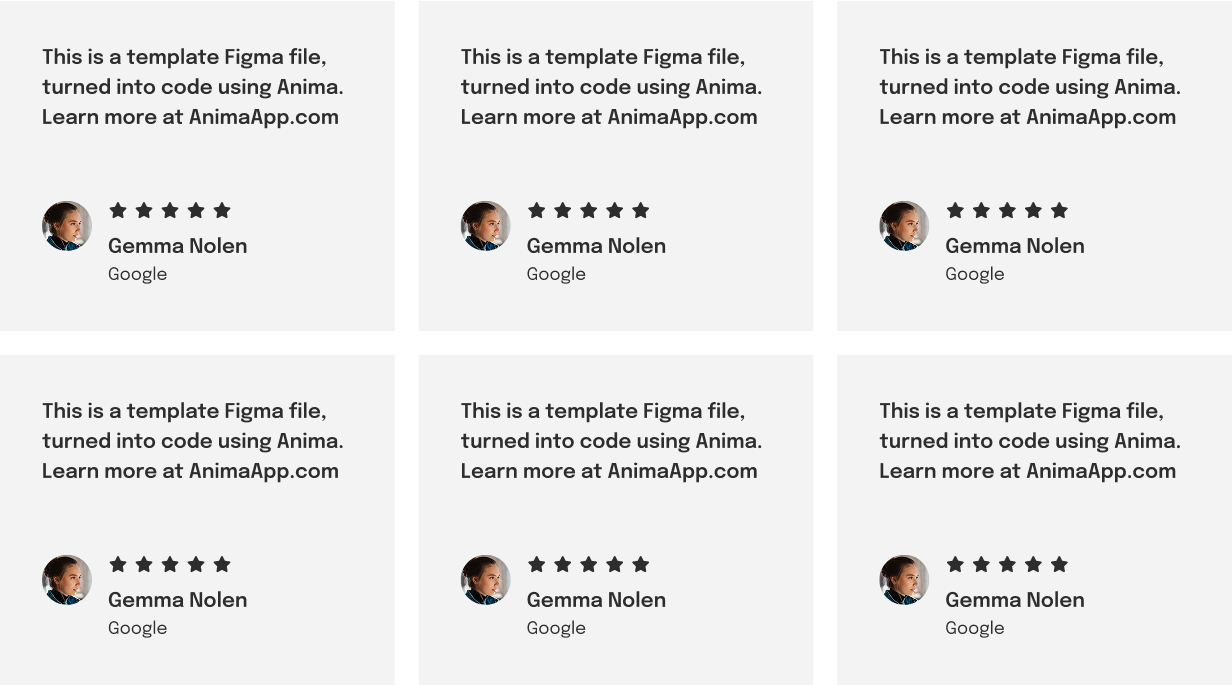 This is a template Figma file,
turned into code using Anima.
Learn more at AnimaApp.com
Gemma Nolen
Google
This is a template Figma file,
turned into code using Anima.
Learn more at AnimaApp.com
Gemma Nolen
Google
This is a template Figma file,
turned into code using Anima.
Learn more at AnimaApp.com
Gemma Nolen
Google
This is a template Figma file,
turned into code using Anima.
Learn more at AnimaApp.com
Gemma Nolen
Google
This is a template Figma file,
turned into code using Anima.
Learn more at AnimaApp.com
Gemma Nolen
Google
This is a template Figma file,
turned into code using Anima.
Learn more at AnimaApp.com
Gemma Nolen
Google